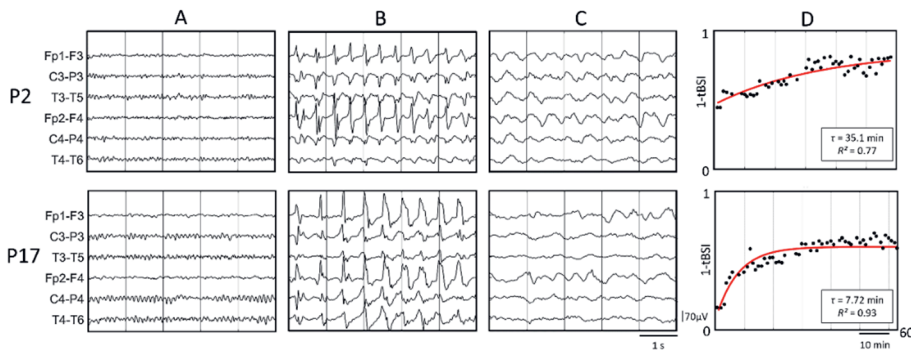 A B C D
P2
Fp1-F3
C3-P3
T3-T5
Fp2-F4
C4-P4
T4-T6
1
1-tBSI
0
τ = 35.1 min
R² = 0.77
P17
Fp1-F3
C3-P3
T3-T5
Fp2-F4
C4-P4
T4-T6
70μV
1 s
1
1-tBSI
0
τ = 7.72 min
R² = 0.93
10 min
60